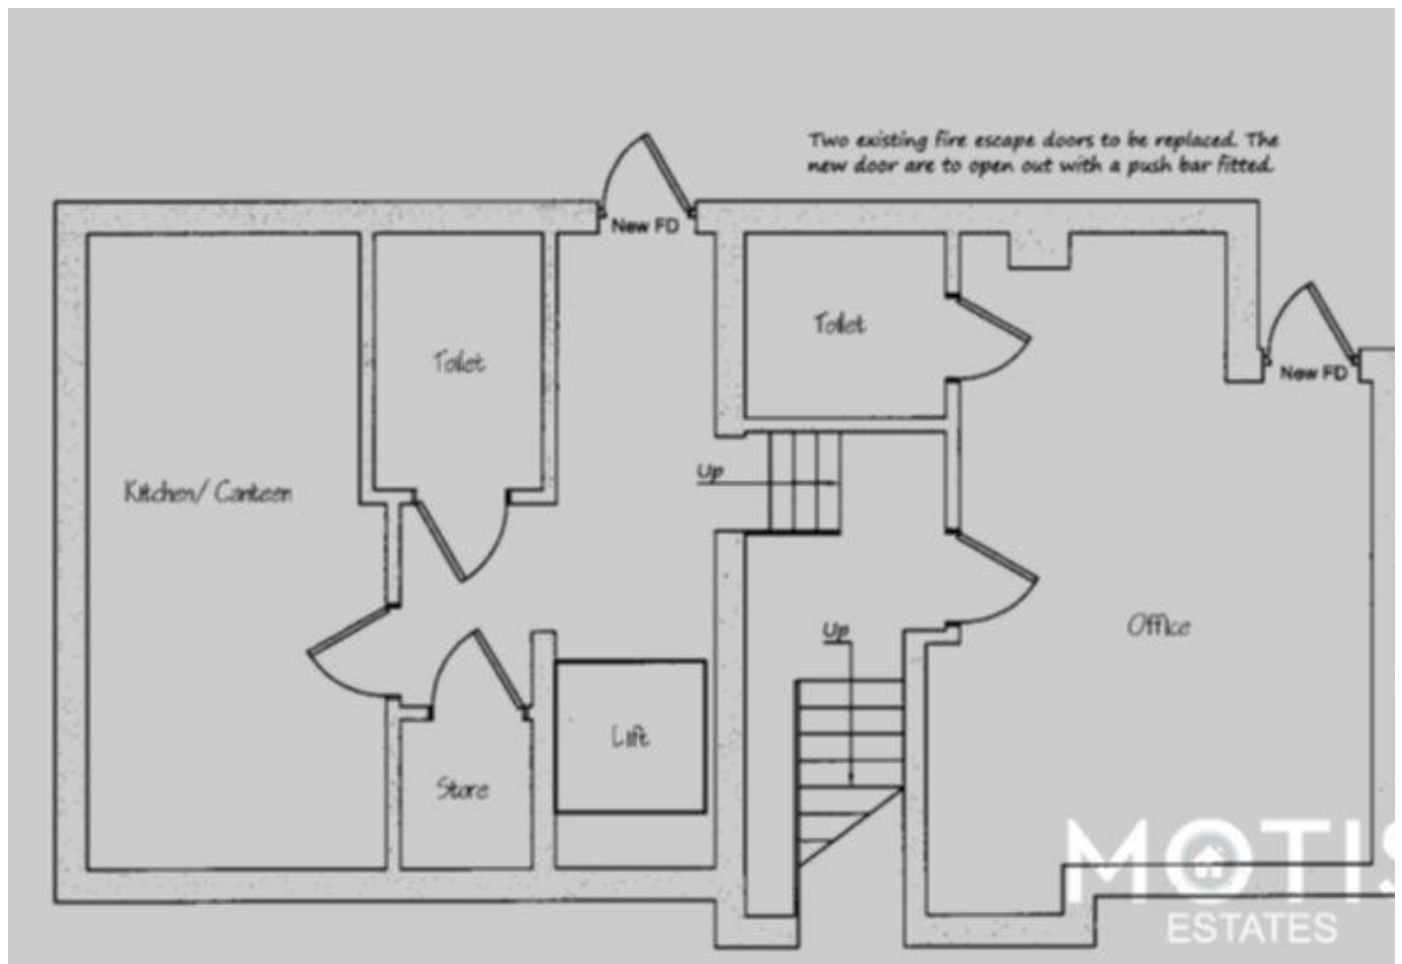 Two existing fire escape doors to be replaced. The
new door are to open out with a push bar fitted.
New FD
Toilet
Toilet
New FD
Up
Kitchen/ Canteen
Up
Office
Lift
Store
MOTIS
ESTATES